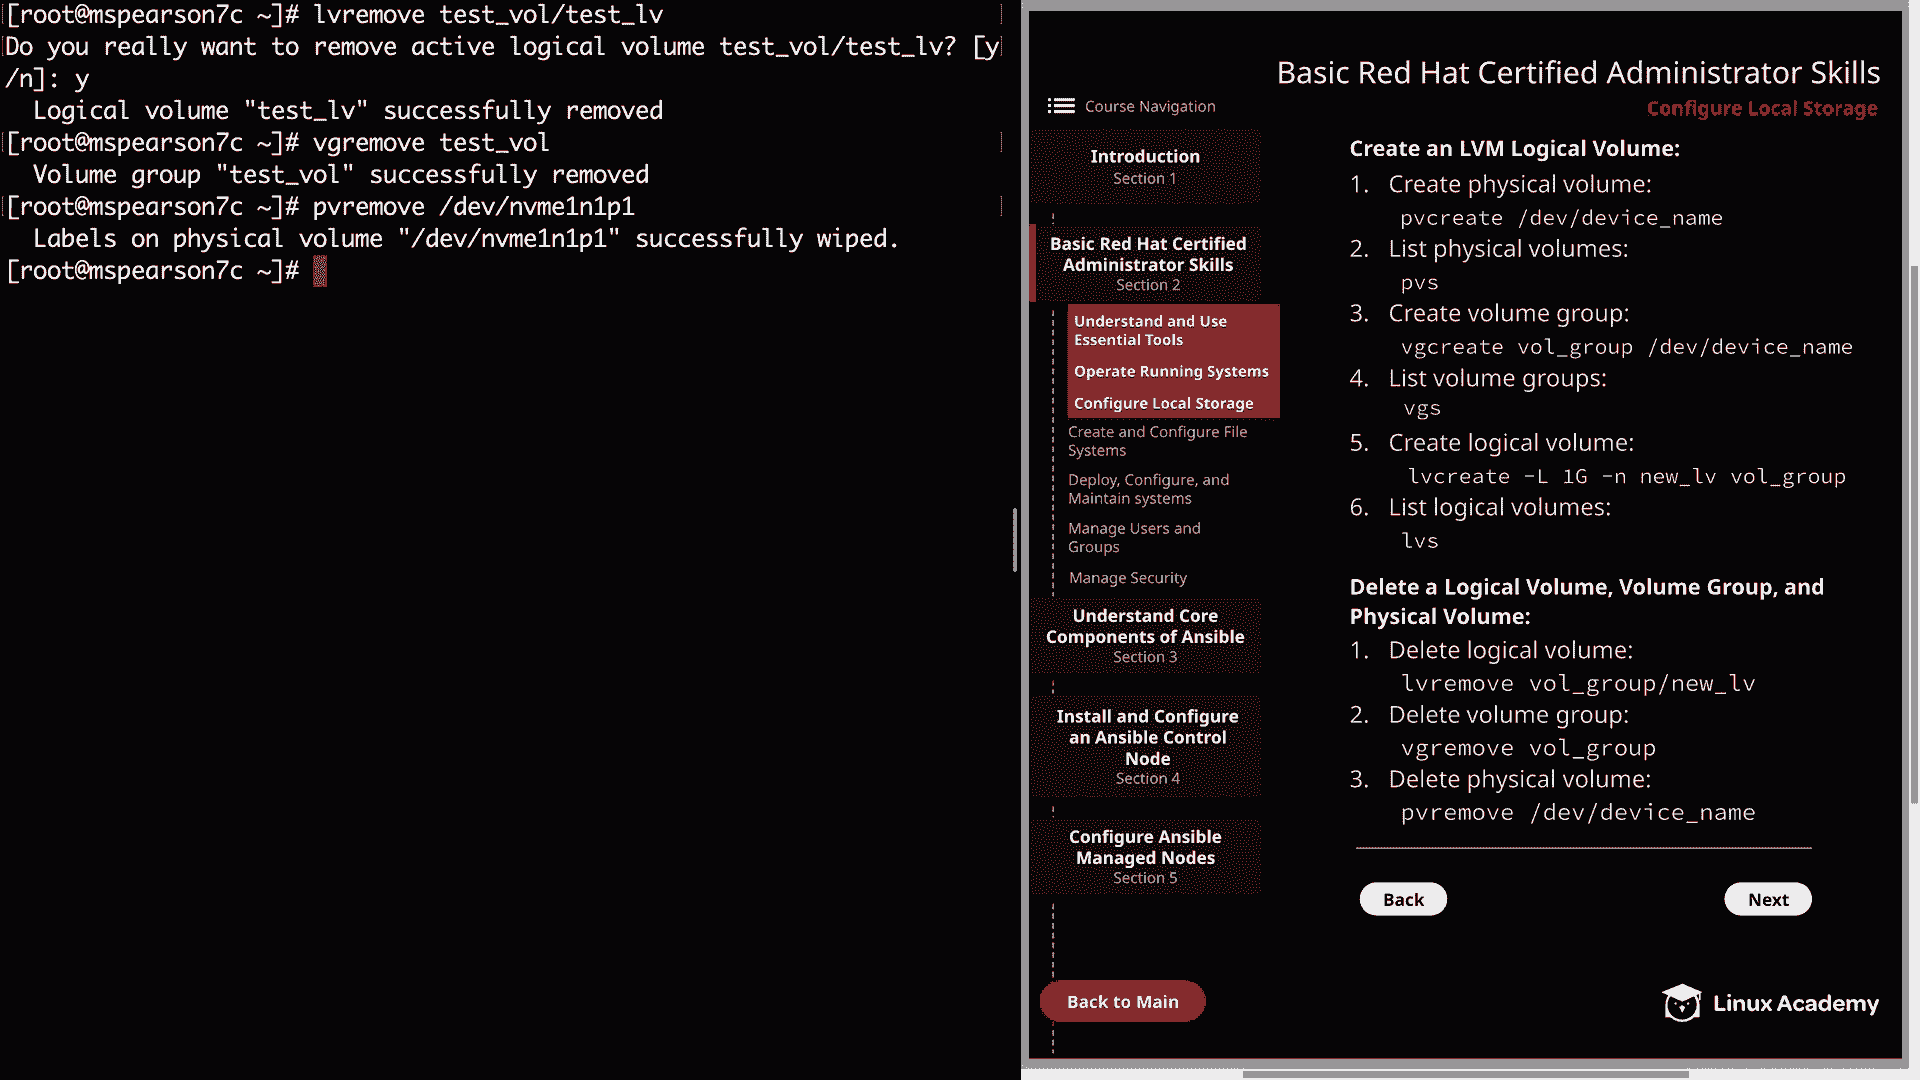 [root@mspearson7c ~]# lvremove test_vol/test_lv
Do you really want to remove active logical volume test_vol/test_lv? [y
/n]: y
  Logical volume "test_lv" successfully removed
[root@mspearson7c ~]# vgremove test_vol
  Volume group "test_vol" successfully removed
[root@mspearson7c ~]# pvremove /dev/nvme1n1p1
  Labels on physical volume "/dev/nvme1n1p1" successfully wiped.
[root@mspearson7c ~]#
Basic Red Hat Certified Administrator Skills
Configure Local Storage
Course Navigation
Introduction
Section 1
Basic Red Hat Certified
Administrator Skills
Section 2
Understand and Use
Essential Tools
Operate Running Systems
Configure Local Storage
Create and Configure File
Systems
Deploy, Configure, and
Maintain systems
Manage Users and
Groups
Manage Security
Understand Core
Components of Ansible
Section 3
Install and Configure
an Ansible Control
Node
Section 4
Configure Ansible
Managed Nodes
Section 5
Back to Main
Create an LVM Logical Volume:
1. Create physical volume:
pvcreate /dev/device_name
2. List physical volumes:
pvs
3. Create volume group:
vgcreate vol_group /dev/device_name
4. List volume groups:
vgs
5. Create logical volume:
lvcreate -L 1G -n new_lv vol_group
6. List logical volumes:
lvs
Delete a Logical Volume, Volume Group, and
Physical Volume:
1. Delete logical volume:
lvremove vol_group/new_lv
2. Delete volume group:
vgremove vol_group
3. Delete physical volume:
pvremove /dev/device_name
Back
Next
Linux Academy